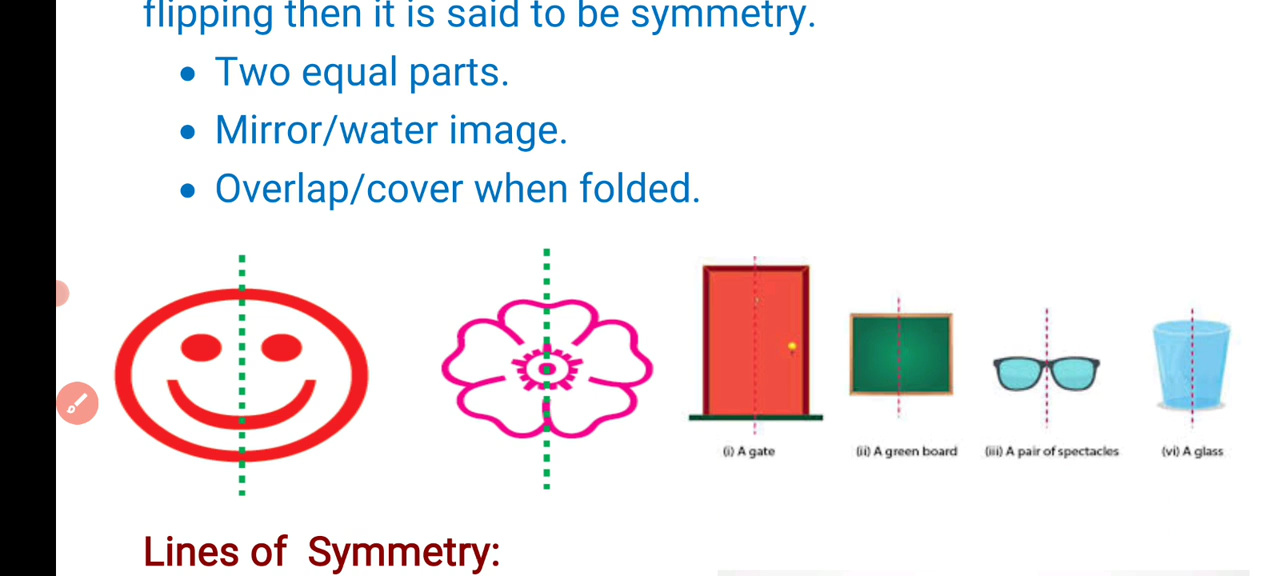 flipping then it is said to be symmetry.
• Two equal parts.
• Mirror/water image.
• Overlap/cover when folded.
(i) A gate
(ii) A green board
(iii) A pair of spectacles
(vi) A glass
Lines of Symmetry: